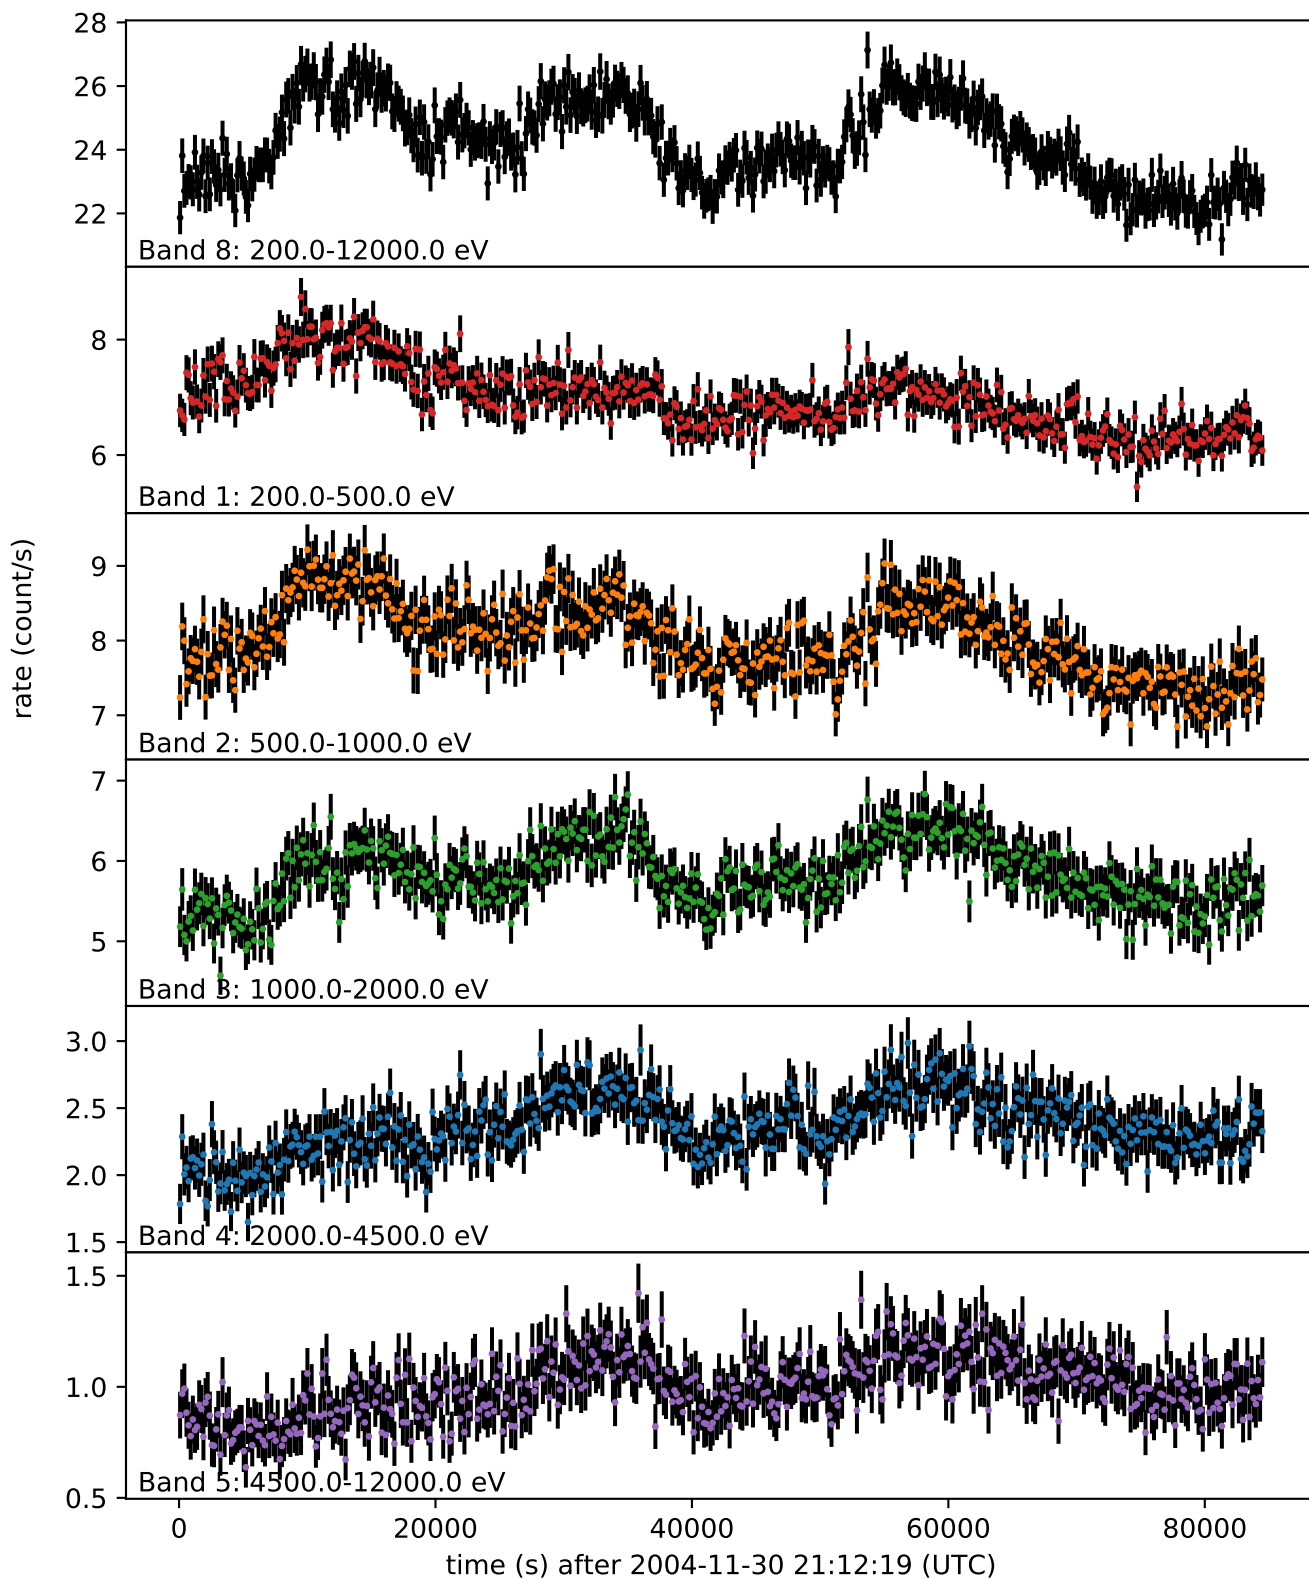 28
26
24
22
Band 8: 200.0-12000.0 eV
8
6
Band 1: 200.0-500.0 eV
rate (count/s)
9
8
7
Band 2: 500.0-1000.0 eV
7
6
5
Band 3: 1000.0-2000.0 eV
3.0
2.5
2.0
1.5
Band 4: 2000.0-4500.0 eV
1.5
1.0
0.5
Band 5: 4500.0-12000.0 eV
0 20000 40000 60000 80000
time (s) after 2004-11-30 21:12:19 (UTC)